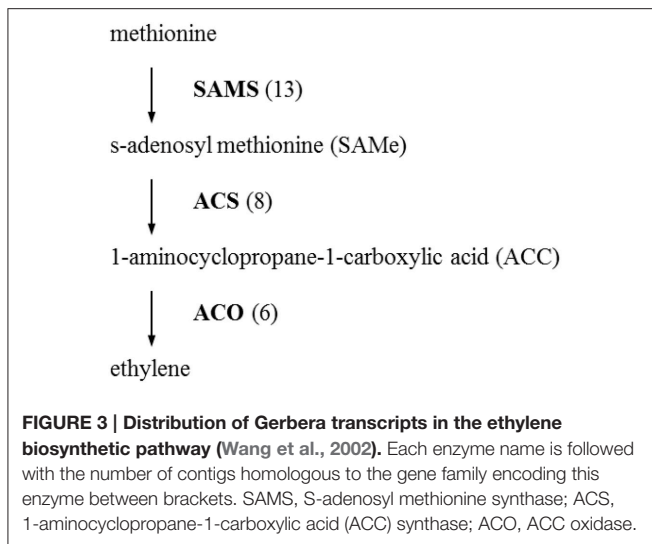 methionine
SAMS (13)
s-adenosyl methionine (SAMe)
ACS (8)
1-aminocyclopropane-1-carboxylic acid (ACC)
ACO (6)
ethylene
FIGURE 3 | Distribution of Gerbera transcripts in the ethylene
biosynthetic pathway (Wang et al., 2002). Each enzyme name is followed
with the number of contigs homologous to the gene family encoding this
enzyme between brackets. SAMS, S-adenosyl methionine synthase; ACS,
1-aminocyclopropane-1-carboxylic acid (ACC) synthase; ACO, ACC oxidase.